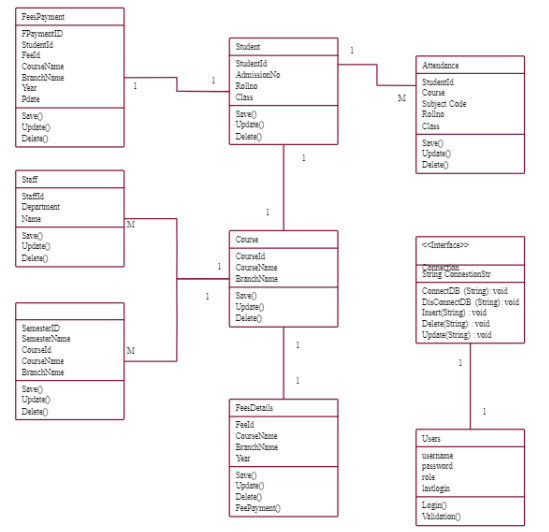 FeesPayment
FPaymentID
StudentId
FeeId
CourseName
BranchName
Year
Pdate
Save()
Update()
Delete()
1
1
Student
StudentId
AdmissionNo
Rollno
Class
Save()
Update()
Delete()
1
M
Attendance
StudentId
Course
Subject Code
Rollno
Class
Save()
Update()
Delete()
1
1
Staff
StaffId
Department
Name
Save()
Update()
Delete()
M
1
1
Course
CourseId
CourseName
BranchName
Save()
Update()
Delete()
<<Interface>>
Connection
String ConnestionStr
ConnectDB (String): void
DisConnectDB (String): void
Insert(String) : void
Delete(String) : void
Update(String) : void
SemesterID
SemesterName
CourseId
CourseName
BranchName
Save()
Update()
Delete()
M
1
1
FeesDetails
FeeId
CourseName
BranchName
Year
Save()
Update()
Delete()
FeePayment()
1
1
Users
username
password
role
lastlogin
Login()
Validation()